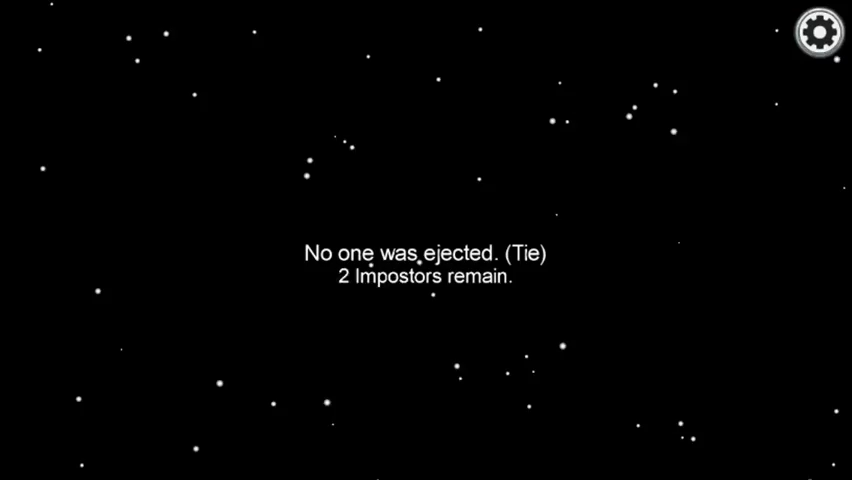 No one was ejected. (Tie)
2 Impostors remain.